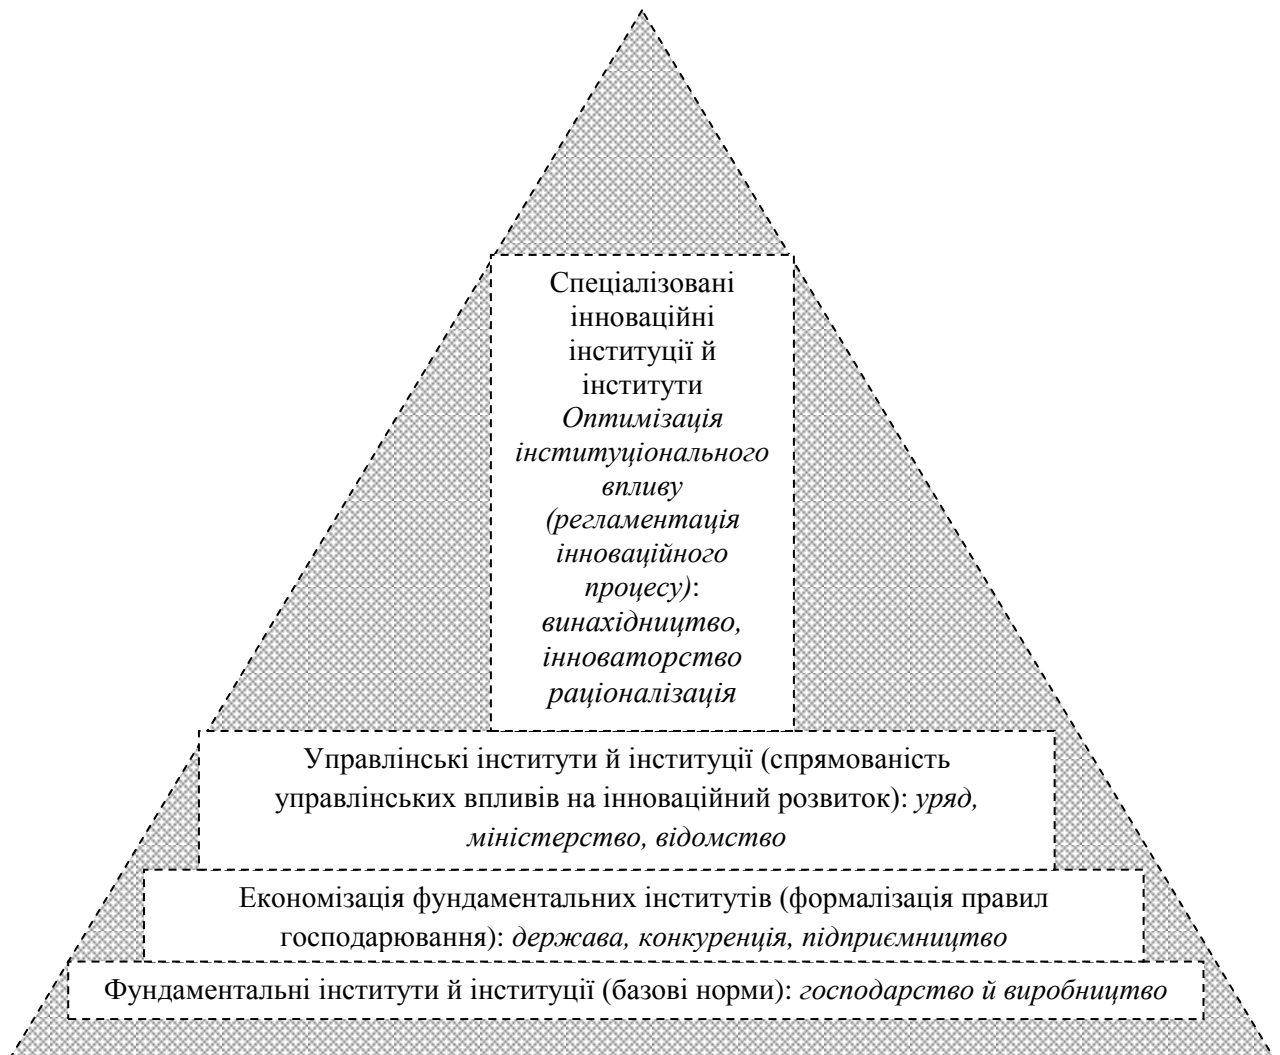 Спеціалізовані
інноваційні
інституції й
інститути
Оптимізація
інституціонального
впливу
(регламентація
інноваційного
процесу):
винахідництво,
інноваторство
раціоналізація
Управлінські інститути й інституції (спрямованість
управлінських впливів на інноваційний розвиток): уряд,
міністерство, відомство
Економізація фундаментальних інститутів (формалізація правил
господарювання): держава, конкуренція, підприємництво
Фундаментальні інститути й інституції (базові норми): господарство й виробництво